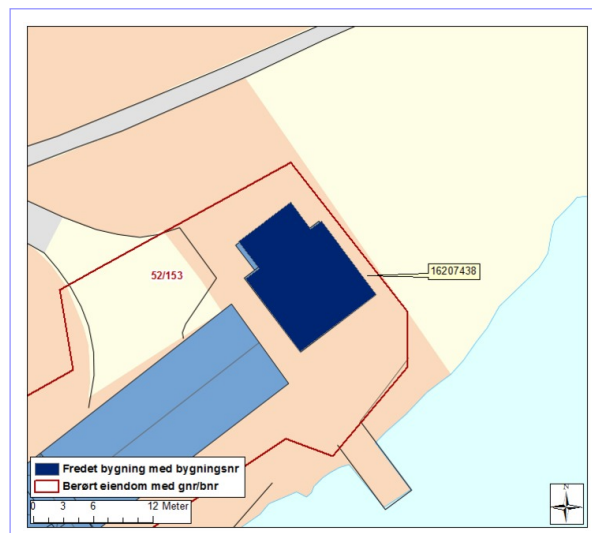 52/153
16207438
Fredet bygning med bygningsnr
Berørt eiendom med gnr/bnr
0 3 6 12 Meter
N